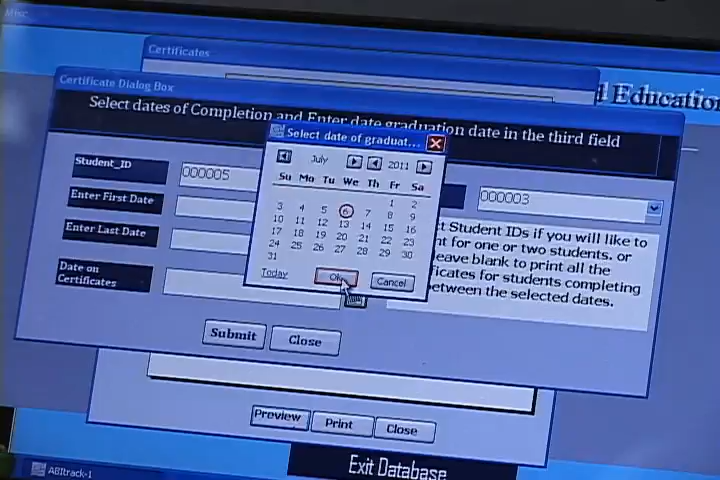 Misc
Certificates
d Education
Certificate Dialog Box
Select dates of Completion and Enter date graduation date in the third field
Select date of graduat...
July 2011
Su Mo Tu We Th Fr Sa
1 2
3 4 5 6 7 8 9
10 11 12 13 14 15 16
17 18 19 20 21 22 23
24 25 26 27 28 29 30
31
Today
Ok
Cancel
Student_ID
000005
000003
Enter First Date
Enter Last Date
Date on
Certificates
t Student IDs if you will like to
nt for one or two students. or
eave blank to print all the
ficates for students completing
between the selected dates.
Submit
Close
Preview
Print
Close
Exit Database
ABItrack-1